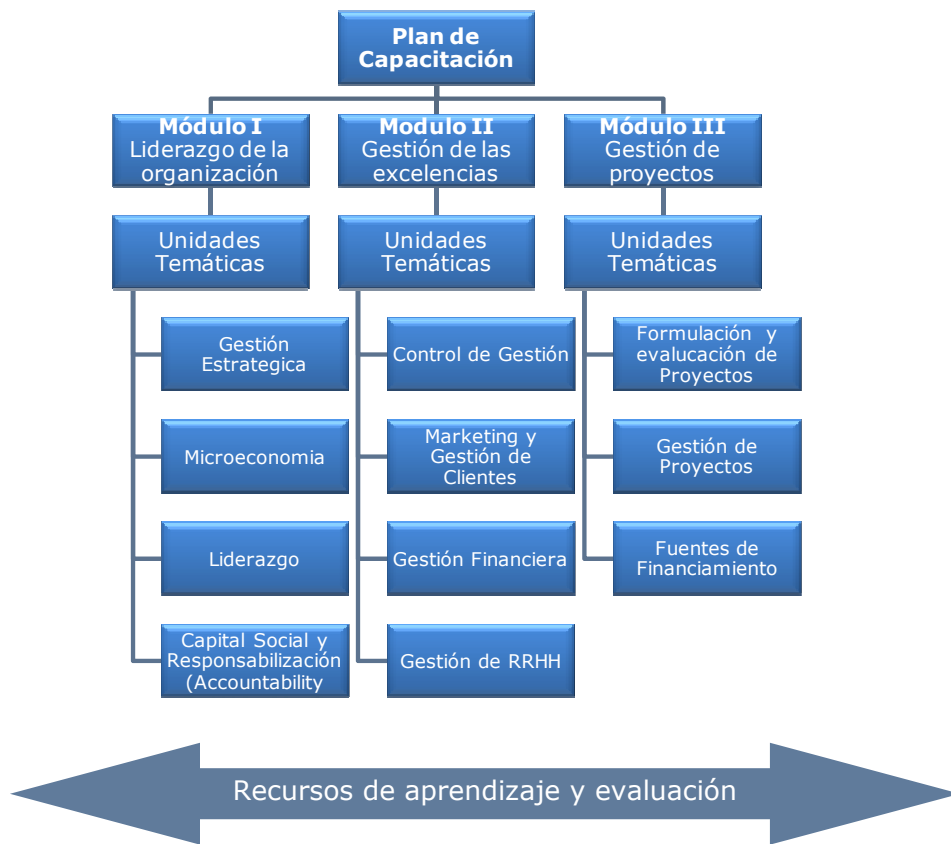 Plan de
Capacitación
Módulo I
Liderazgo de la
organización
Modulo II
Gestión de las
excelencias
Módulo III
Gestión de
proyectos
Unidades
Temáticas
Unidades
Temáticas
Unidades
Temáticas
Gestión
Estrategica
Microeconomia
Liderazgo
Capital Social y
Responsabilización
(Accountability
Control de Gestión
Marketing y
Gestión de
Clientes
Gestión Financiera
Gestión de RRHH
Formulación y
evalucación de
Proyectos
Gestión de
Proyectos
Fuentes de
Financiamiento
Recursos de aprendizaje y evaluación